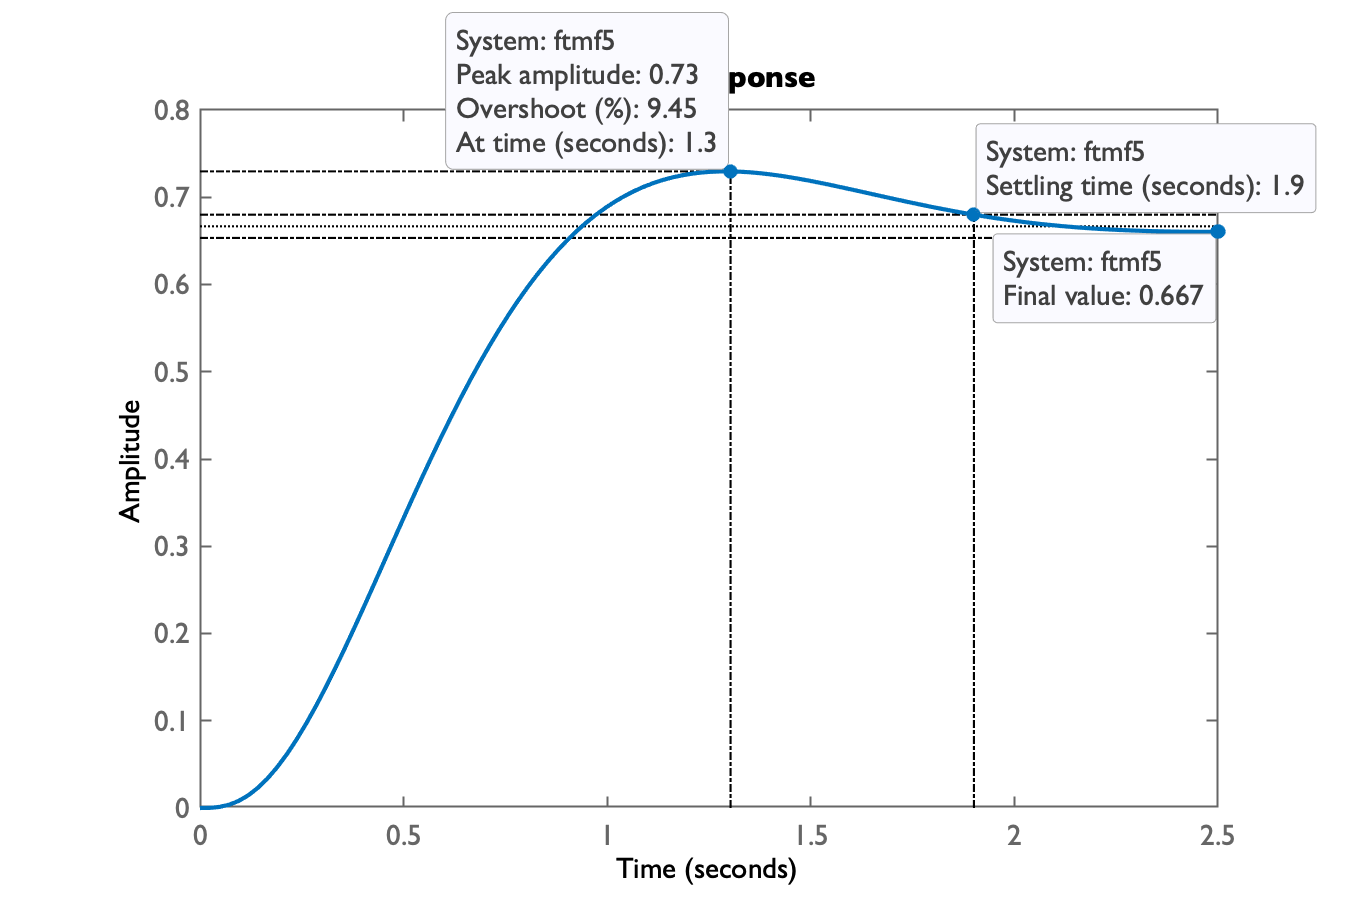 System: ftmf5
Peak amplitude: 0.73
Overshoot (%): 9.45
At time (seconds): 1.3
ponse
System: ftmf5
Settling time (seconds): 1.9
System: ftmf5
Final value: 0.667
0.8
0.7
0.6
0.5
0.4
0.3
0.2
0.1
0
Amplitude
0
0.5
1
1.5
2
2.5
Time (seconds)